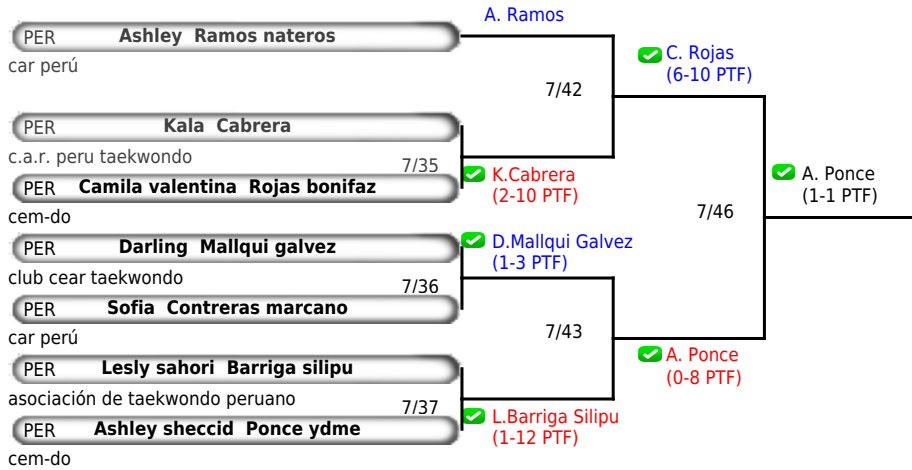 A. Ramos
PER Ashley Ramos nateros
car perú
C. Rojas
(6-10 PTF)
7/42
PER Kala Cabrera
c.a.r. peru taekwondo
7/35
K.Cabrera
(2-10 PTF)
PER Camila valentina Rojas bonifaz
cem-do
A. Ponce
(1-1 PTF)
7/46
PER Darling Mallqui galvez
club cear taekwondo
D.Mallqui Galvez
(1-3 PTF)
7/36
PER Sofia Contreras marcano
car perú
7/43
PER Lesly sahori Barriga silipu
asociación de taekwondo peruano
A. Ponce
(0-8 PTF)
7/37
L.Barriga Silipu
(1-12 PTF)
PER Ashley sheccid Ponce ydme
cem-do